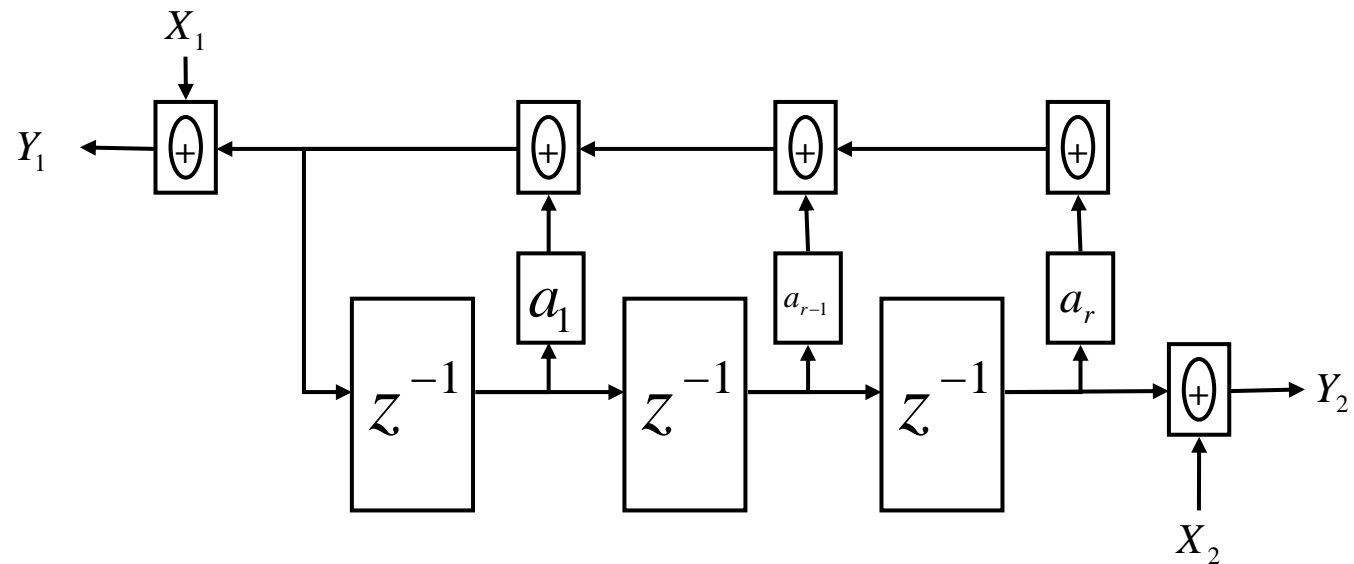 X₁
Y₁ + + + +
a₁ aᵣ₋₁ aᵣ
z⁻¹ z⁻¹ z⁻¹ + Y₂
X₂